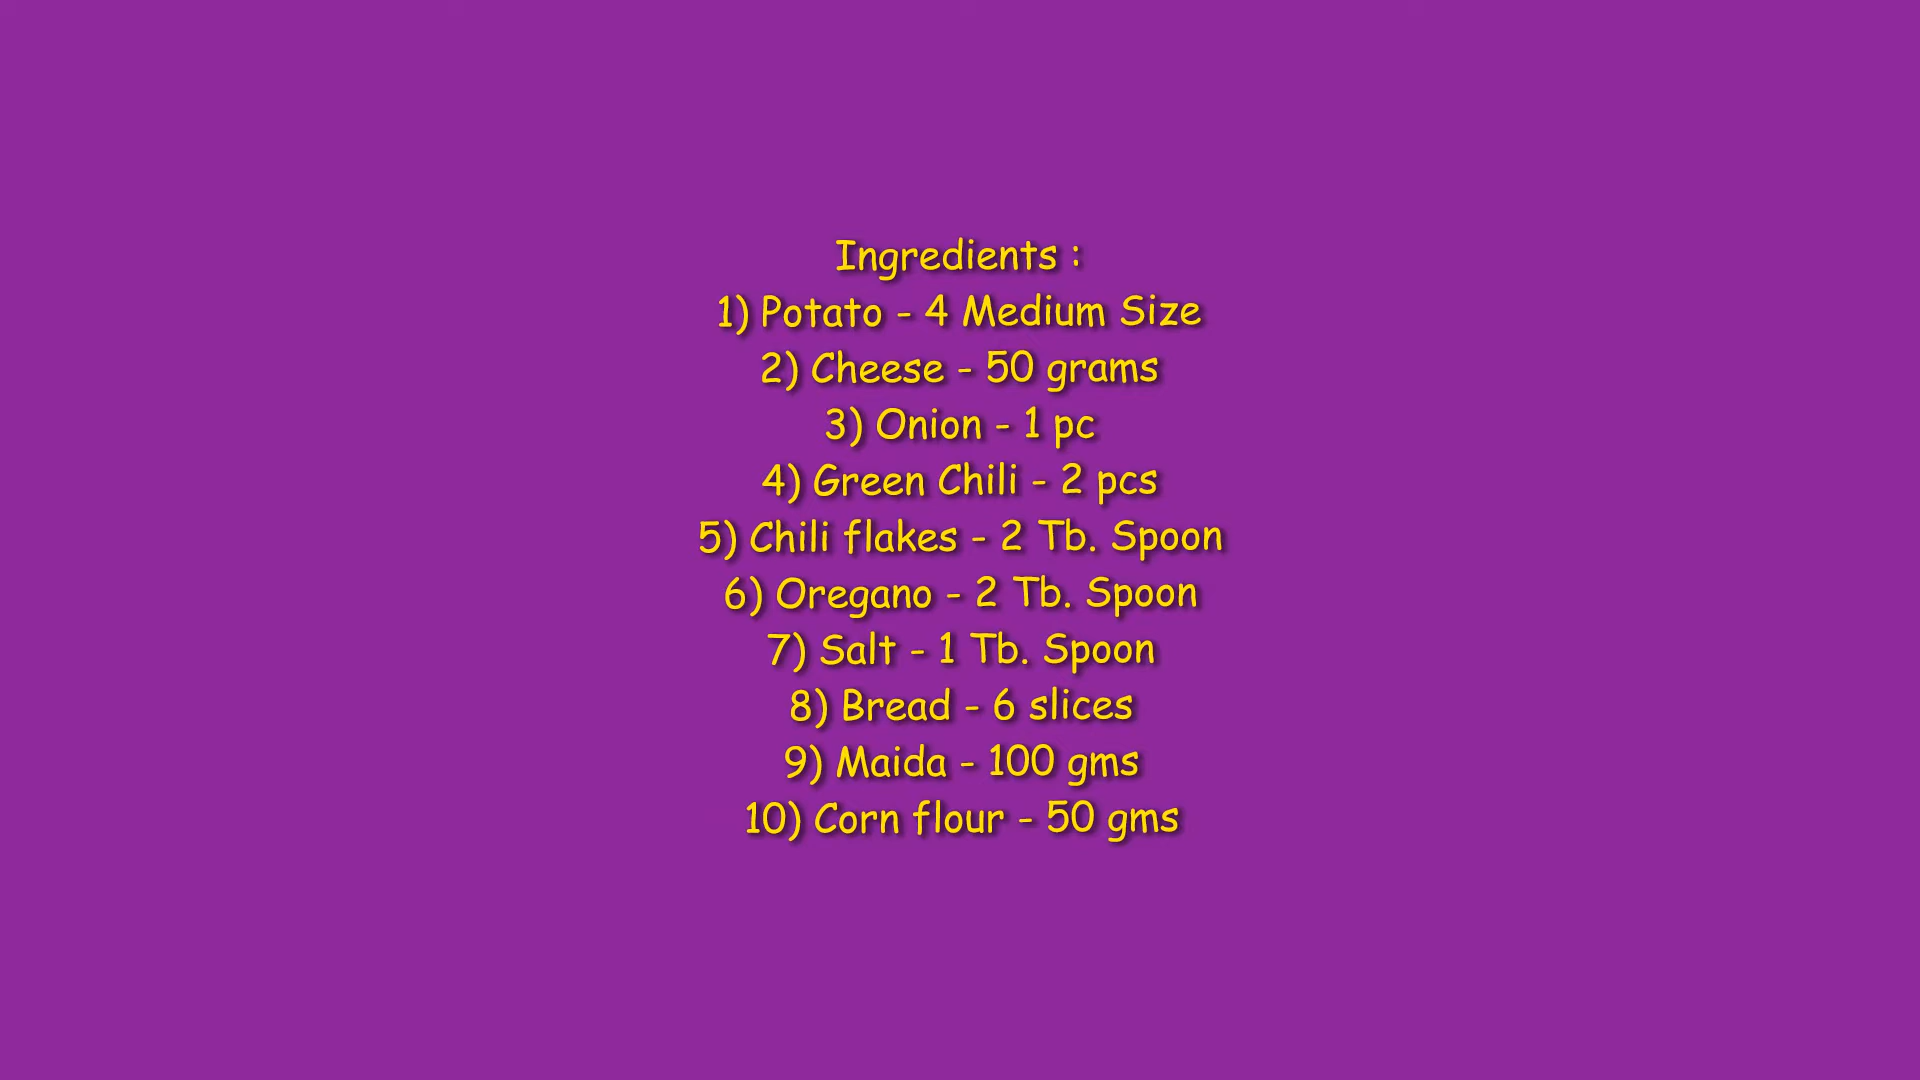 Ingredients :
1) Potato - 4 Medium Size
2) Cheese - 50 grams
3) Onion - 1 pc
4) Green Chili - 2 pcs
5) Chili flakes - 2 Tb. Spoon
6) Oregano - 2 Tb. Spoon
7) Salt - 1 Tb. Spoon
8) Bread - 6 slices
9) Maida - 100 gms
10) Corn flour - 50 gms